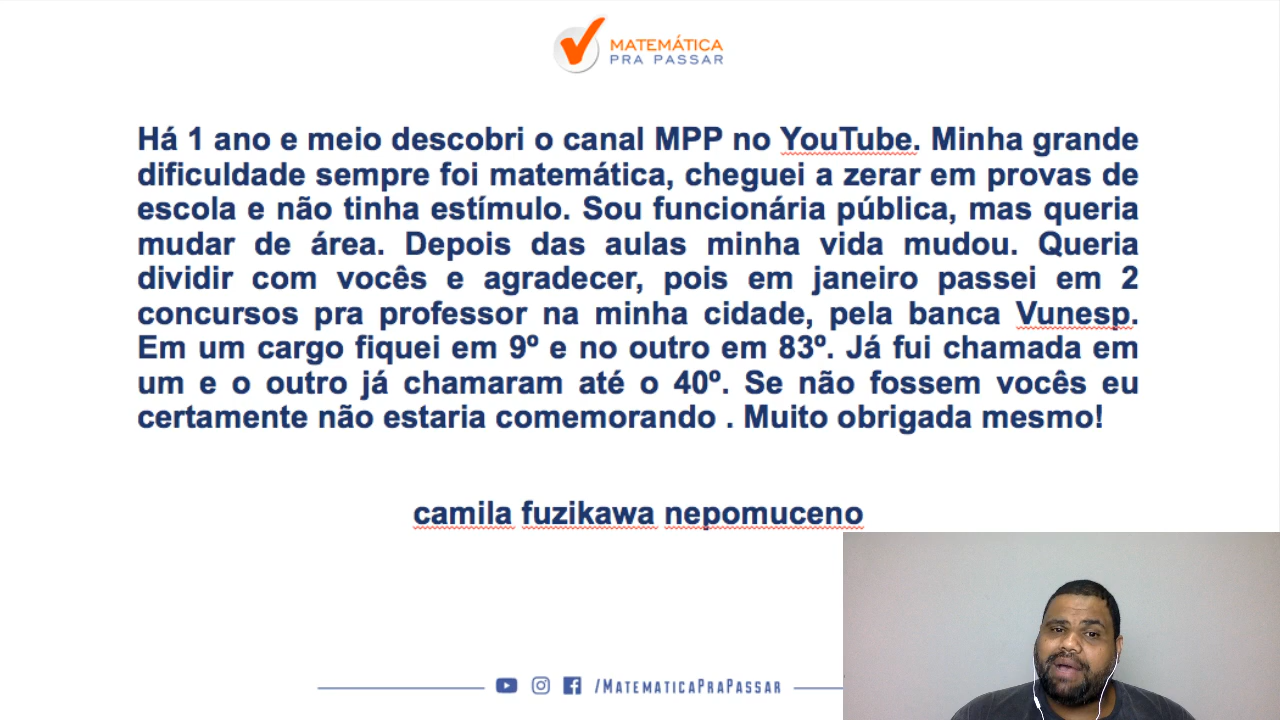 MATEMÁTICA
PRA PASSAR
Há 1 ano e meio descobri o canal MPP no YouTube. Minha grande
dificuldade sempre foi matemática, cheguei a zerar em provas de
escola e não tinha estímulo. Sou funcionária pública, mas queria
mudar de área. Depois das aulas minha vida mudou. Queria
dividir com vocês e agradecer, pois em janeiro passei em 2
concursos pra professor na minha cidade, pela banca Vunesp.
Em um cargo fiquei em 9º e no outro em 83º. Já fui chamada em
um e o outro já chamaram até o 40º. Se não fossem vocês eu
certamente não estaria comemorando . Muito obrigada mesmo!
camila fuzikawa nepomuceno
/MATEMATICAPRAPASSAR